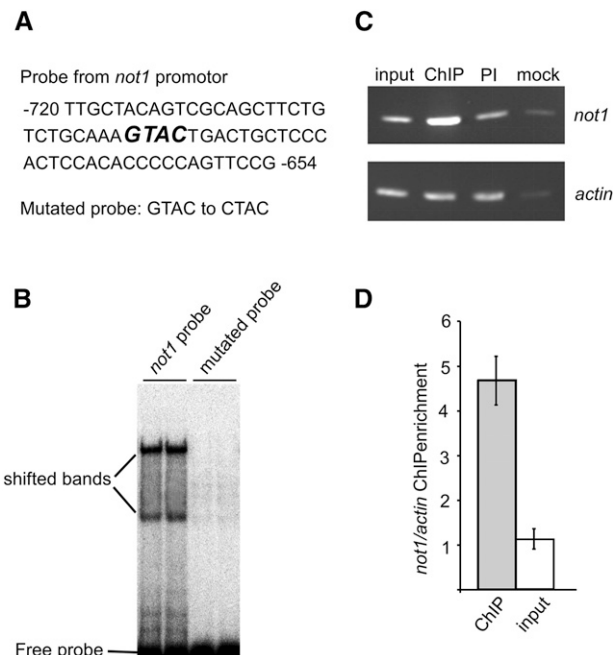 A
Probe from not1 promotor
-720 TTGCTACAGTCGCAGCTTCTG
TCTGCAAAGTACTGACTGCTCCC
ACTCCACACCCCCAGTTCCG -654
Mutated probe: GTAC to CTAC
C
input ChIP PI mock
not1
actin
B
not1 probe
mutated probe
shifted bands
Free probe
D
not1/actin ChIPenrichment
6
5
4
3
2
1
ChIP
input